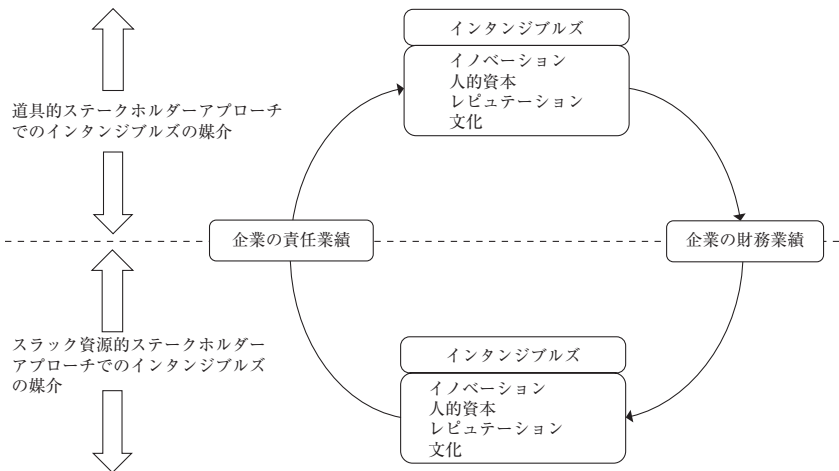 インタンジブルズ
イノベーション
人的資本
レピュテーション
文化
道具的ステークホルダーアプローチ
でのインタンジブルズの媒介
企業の責任業績
企業の財務業績
スラック資源的ステークホルダー
アプローチでのインタンジブルズ
の媒介
インタンジブルズ
イノベーション
人的資本
レピュテーション
文化